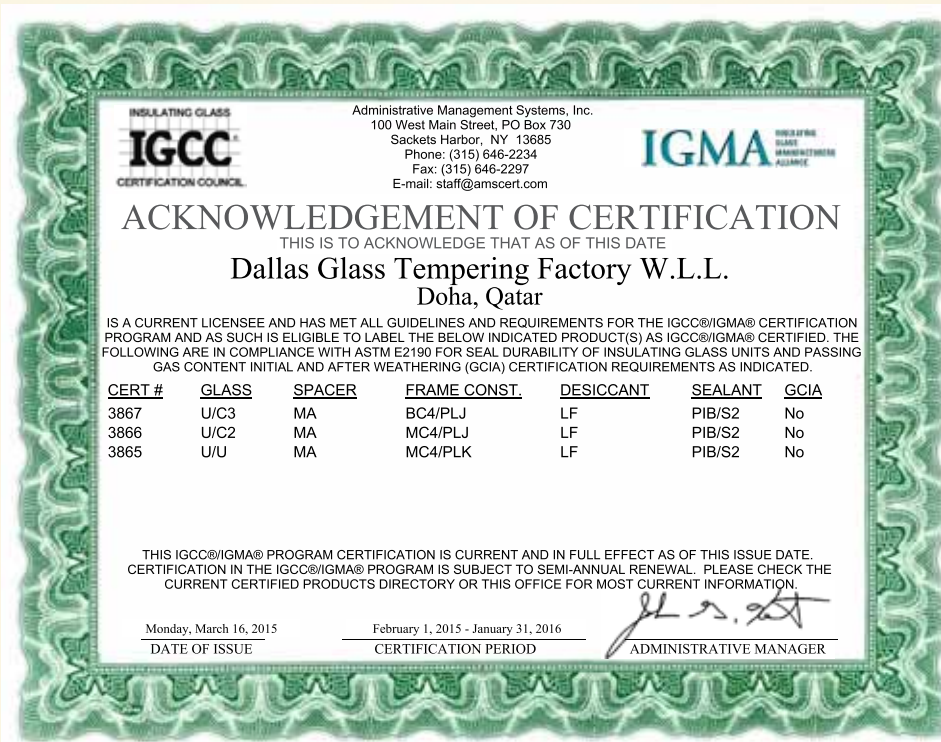 INSULATING GLASS
IGCC®
CERTIFICATION COUNCIL
Administrative Management Systems, Inc.
100 West Main Street, PO Box 730
Sackets Harbor, NY 13685
Phone: (315) 646-2234
Fax: (315) 646-2297
E-mail: staff@amscert.com
IGMA
INSULATING
GLASS
MANUFACTURERS
ALLIANCE
ACKNOWLEDGEMENT OF CERTIFICATION
THIS IS TO ACKNOWLEDGE THAT AS OF THIS DATE
Dallas Glass Tempering Factory W.L.L.
Doha, Qatar
IS A CURRENT LICENSEE AND HAS MET ALL GUIDELINES AND REQUIREMENTS FOR THE IGCC®/IGMA® CERTIFICATION
PROGRAM AND AS SUCH IS ELIGIBLE TO LABEL THE BELOW INDICATED PRODUCT(S) AS IGCC®/IGMA® CERTIFIED. THE
FOLLOWING ARE IN COMPLIANCE WITH ASTM E2190 FOR SEAL DURABILITY OF INSULATING GLASS UNITS AND PASSING
GAS CONTENT INITIAL AND AFTER WEATHERING (GCIA) CERTIFICATION REQUIREMENTS AS INDICATED.
CERT # GLASS SPACER FRAME CONST. DESICCANT SEALANT GCIA
3867 U/C3 MA BC4/PLJ LF PIB/S2 No
3866 U/C2 MA MC4/PLJ LF PIB/S2 No
3865 U/U MA MC4/PLK LF PIB/S2 No
THIS IGCC®/IGMA® PROGRAM CERTIFICATION IS CURRENT AND IN FULL EFFECT AS OF THIS ISSUE DATE.
CERTIFICATION IN THE IGCC®/IGMA® PROGRAM IS SUBJECT TO SEMI-ANNUAL RENEWAL. PLEASE CHECK THE
CURRENT CERTIFIED PRODUCTS DIRECTORY OR THIS OFFICE FOR MOST CURRENT INFORMATION.
Monday, March 16, 2015 February 1, 2015 - January 31, 2016
DATE OF ISSUE CERTIFICATION PERIOD ADMINISTRATIVE MANAGER